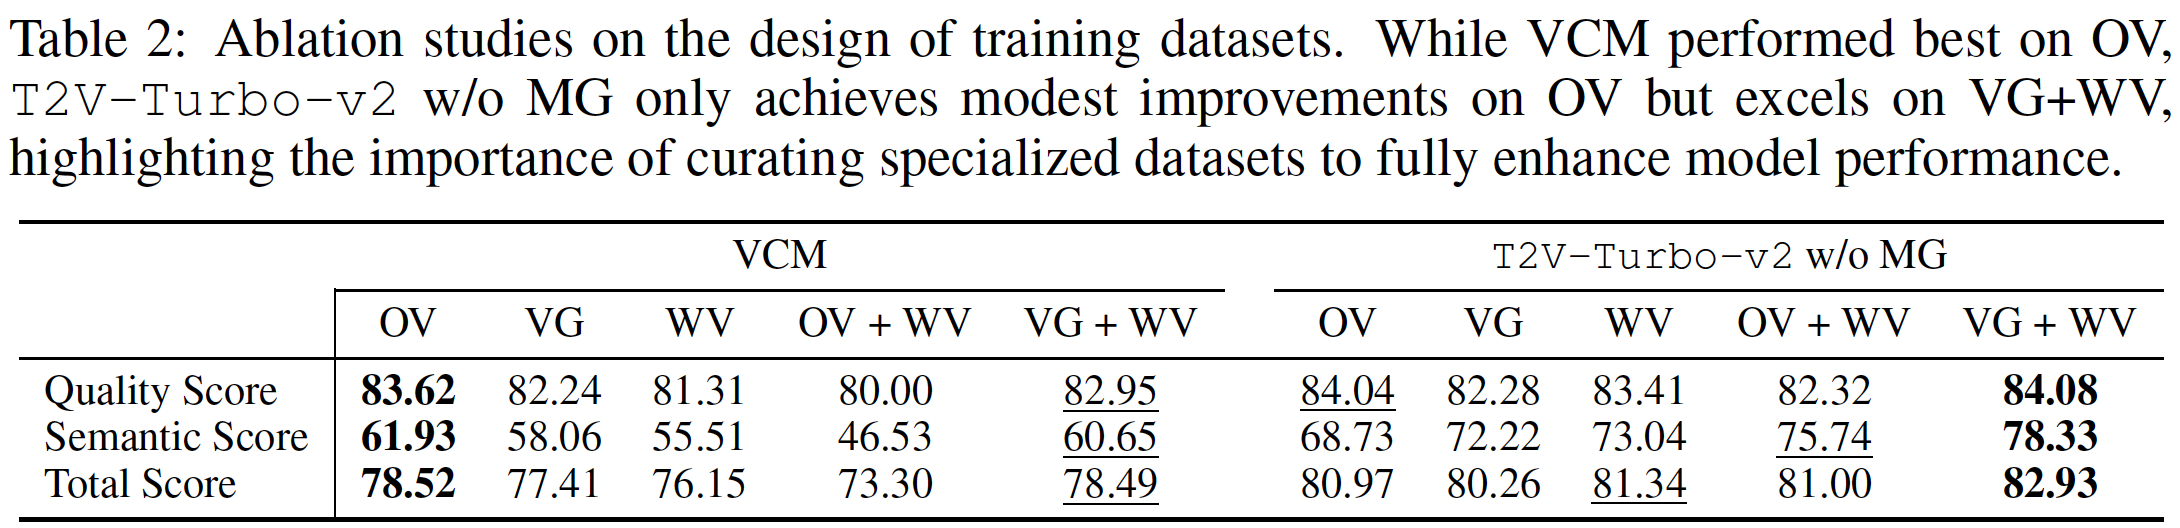 Table 2: Ablation studies on the design of training datasets. While VCM performed best on OV,
T2V-Turbo-v2 w/o MG only achieves modest improvements on OV but excels on VG+WV,
highlighting the importance of curating specialized datasets to fully enhance model performance.
VCM T2V-Turbo-v2 w/o MG
OV VG WV OV + WV VG + WV OV VG WV OV + WV VG + WV
Quality Score 83.62 82.24 81.31 80.00 82.95 84.04 82.28 83.41 82.32 84.08
Semantic Score 61.93 58.06 55.51 46.53 60.65 68.73 72.22 73.04 75.74 78.33
Total Score 78.52 77.41 76.15 73.30 78.49 80.97 80.26 81.34 81.00 82.93